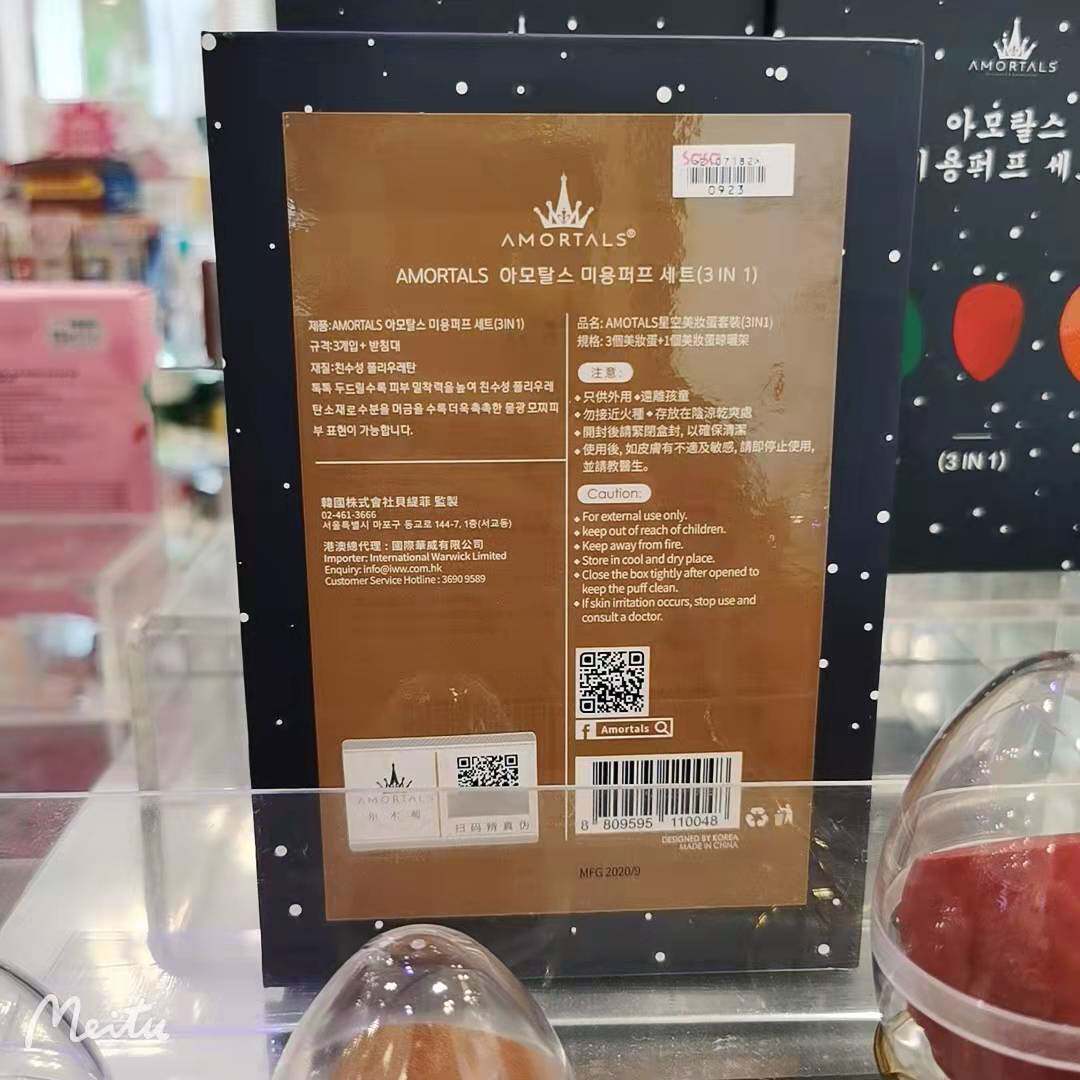 0923
AMORTALS®
AMORTALS 아모탈스 미용퍼프 세트(3 IN 1)
제품:AMORTALS 아모탈스 미용퍼프 세트(3IN1)
규격:3개입+ 받침대
재질:친수성 플리우레탄
톡톡 두드릴수록 피부 밀착력을높여 친수성 플리우레
탄소재로수분을 머금을 수록더욱촉촉한 물광 모찌피
부 표현이 가능합니다.
韓國株式會社貝緹菲 監製
02-461-3666
서울특별시 마포구 동교로 144-7, 1층(서교동)
港澳總代理 : 國際華威有限公司
Importer: International Warwick Limited
Enquiry: info@iww.com.hk
Customer Service Hotline : 3690 9589
品名: AMOTALS星空美妝蛋套裝(3IN1)
規格: 3個美妝蛋+1個美妝蛋晾曬架
注意:
只供外用 遠離孩童
勿接近火種 存放在陰涼乾爽處
開封後請緊閉盒封, 以確保清潔
使用後, 如皮膚有不適及敏感, 請即停止使用,
並請教醫生。
Caution:
For external use only.
keep out of reach of children.
Keep away from fire.
Store in cool and dry place.
Close the box tightly after opened to
keep the puff clean.
If skin irritation occurs, stop use and
consult a doctor.
f Amortals
AMORTALS
扫码辨真伪
8 809595 110048
DESIGNED BY KOREA
MADE IN CHINA
MFG 2020/9
AMORTALS
아모탈스
미용퍼프
(3 IN 1)
Meitu